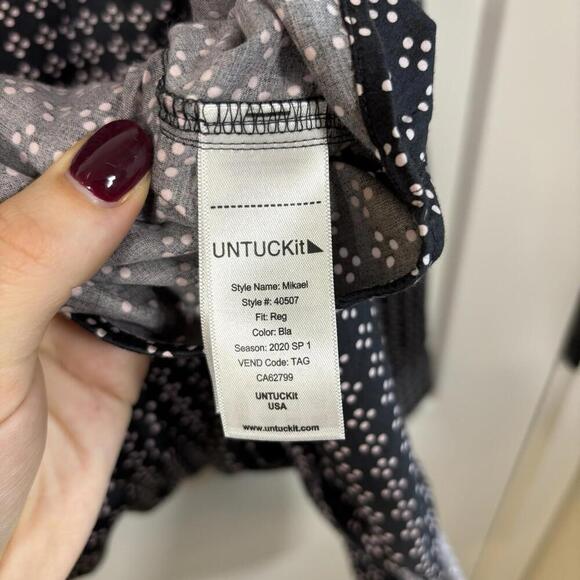 UNTUCKit
Style Name: Mikael
Style #: 40507
Fit: Reg
Color: Bla
Season: 2020 SP 1
VEND Code: TAG
CA62799
UNTUCKit
USA
www.untuckit.com